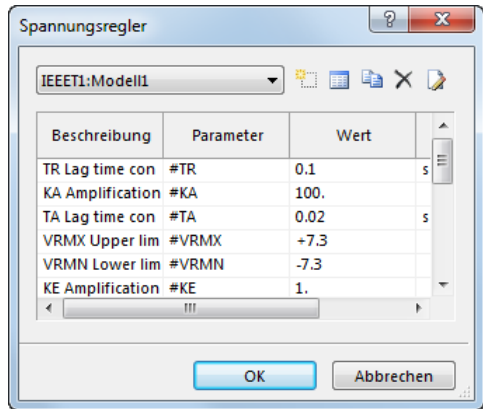 Spannungsregler
IEEET1:Modell1
Beschreibung Parameter Wert
TR Lag time con #TR 0.1 s
KA Amplification #KA 100.
TA Lag time con #TA 0.02 s
VRMX Upper lim #VRMX +7.3
VRMN Lower lim #VRMN -7.3
KE Amplification #KE 1.
OK Abbrechen